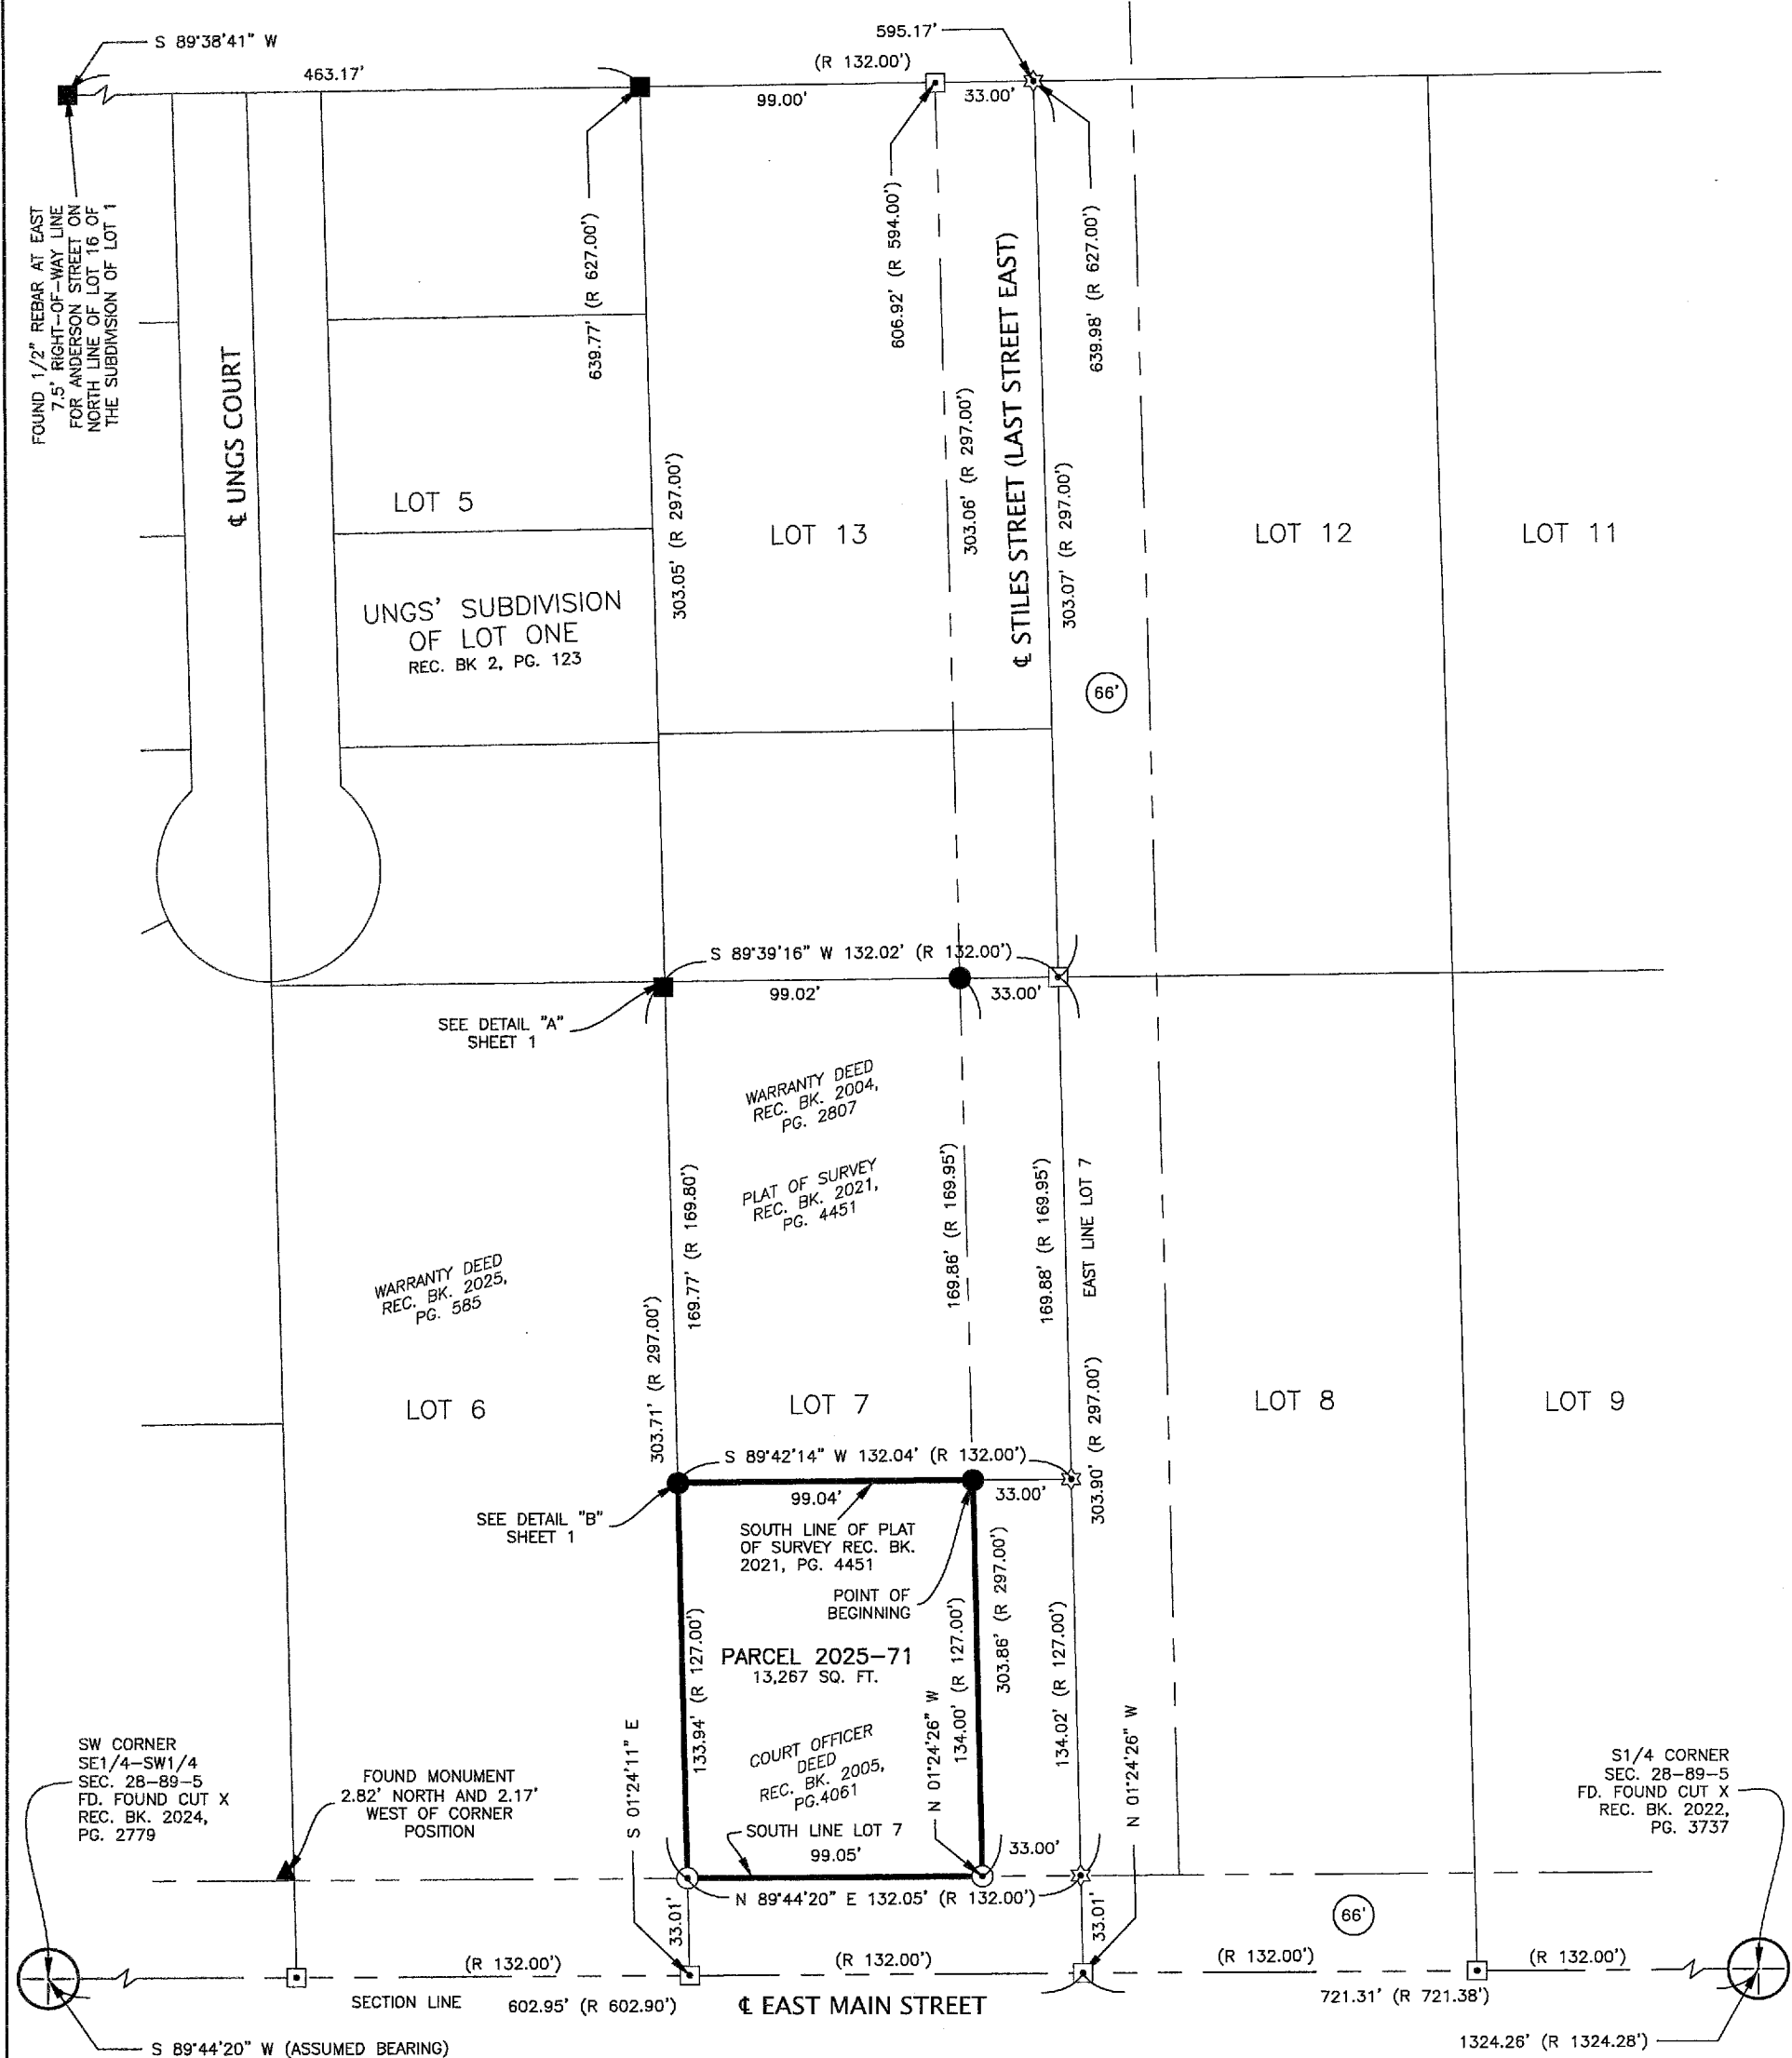 S 89°38'41" W
463.17'
595.17'
(R 132.00')
99.00'
33.00'
FOUND 1/2" REBAR AT EAST
7.5' RIGHT-OF-WAY LINE
FOR ANDERSON STREET ON
NORTH LINE OF LOT 16 OF
THE SUBDIVISION OF LOT 1
℄ UNGS COURT
639.77' (R 627.00')
606.92' (R 594.00')
℄ STILES STREET (LAST STREET EAST)
639.98' (R 627.00')
303.05' (R 297.00')
303.06' (R 297.00')
303.07' (R 297.00')
LOT 5
LOT 13
LOT 12
LOT 11
UNGS' SUBDIVISION
OF LOT ONE
REC. BK 2, PG. 123
66'
S 89°39'16" W 132.02' (R 132.00')
99.02'
33.00'
SEE DETAIL "A"
SHEET 1
WARRANTY DEED
REC. BK. 2004,
PG. 2807
PLAT OF SURVEY
REC. BK. 2021,
PG. 4451
169.77' (R 169.80')
169.86' (R 169.95')
169.88' (R 169.95')
EAST LINE LOT 7
WARRANTY DEED
REC. BK. 2025,
PG. 585
303.71' (R 297.00')
303.90' (R 297.00')
LOT 6
LOT 7
LOT 8
LOT 9
S 89°42'14" W 132.04' (R 132.00')
99.04'
33.00'
SEE DETAIL "B"
SHEET 1
SOUTH LINE OF PLAT
OF SURVEY REC. BK.
2021, PG. 4451
POINT OF
BEGINNING
303.86' (R 297.00')
133.94' (R 127.00')
134.00' (R 127.00')
134.02' (R 127.00')
PARCEL 2025-71
13,267 SQ. FT.
COURT OFFICER
DEED
REC. BK. 2005,
PG.4061
S 01°24'11" E
N 01°24'26" W
N 01°24'26" W
SW CORNER
SE1/4-SW1/4
SEC. 28-89-5
FD. FOUND CUT X
REC. BK. 2024,
PG. 2779
FOUND MONUMENT
2.82' NORTH AND 2.17'
WEST OF CORNER
POSITION
S1/4 CORNER
SEC. 28-89-5
FD. FOUND CUT X
REC. BK. 2022,
PG. 3737
SOUTH LINE LOT 7
99.05'
33.00'
N 89°44'20" E 132.05' (R 132.00')
33.01'
33.01'
66'
(R 132.00')
(R 132.00')
(R 132.00')
(R 132.00')
SECTION LINE
602.95' (R 602.90')
℄ EAST MAIN STREET
721.31' (R 721.38')
S 89°44'20" W (ASSUMED BEARING)
1324.26' (R 1324.28')